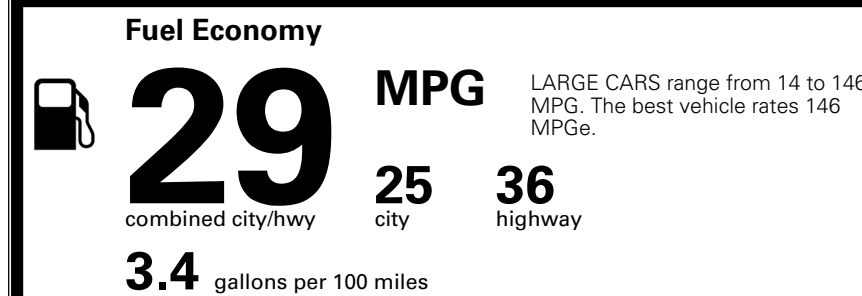 Fuel Economy
29
MPG
LARGE CARS range from 14 to 146
MPG. The best vehicle rates 146
MPGe.
combined city/hwy
25
city
36
highway
3.4 gallons per 100 miles